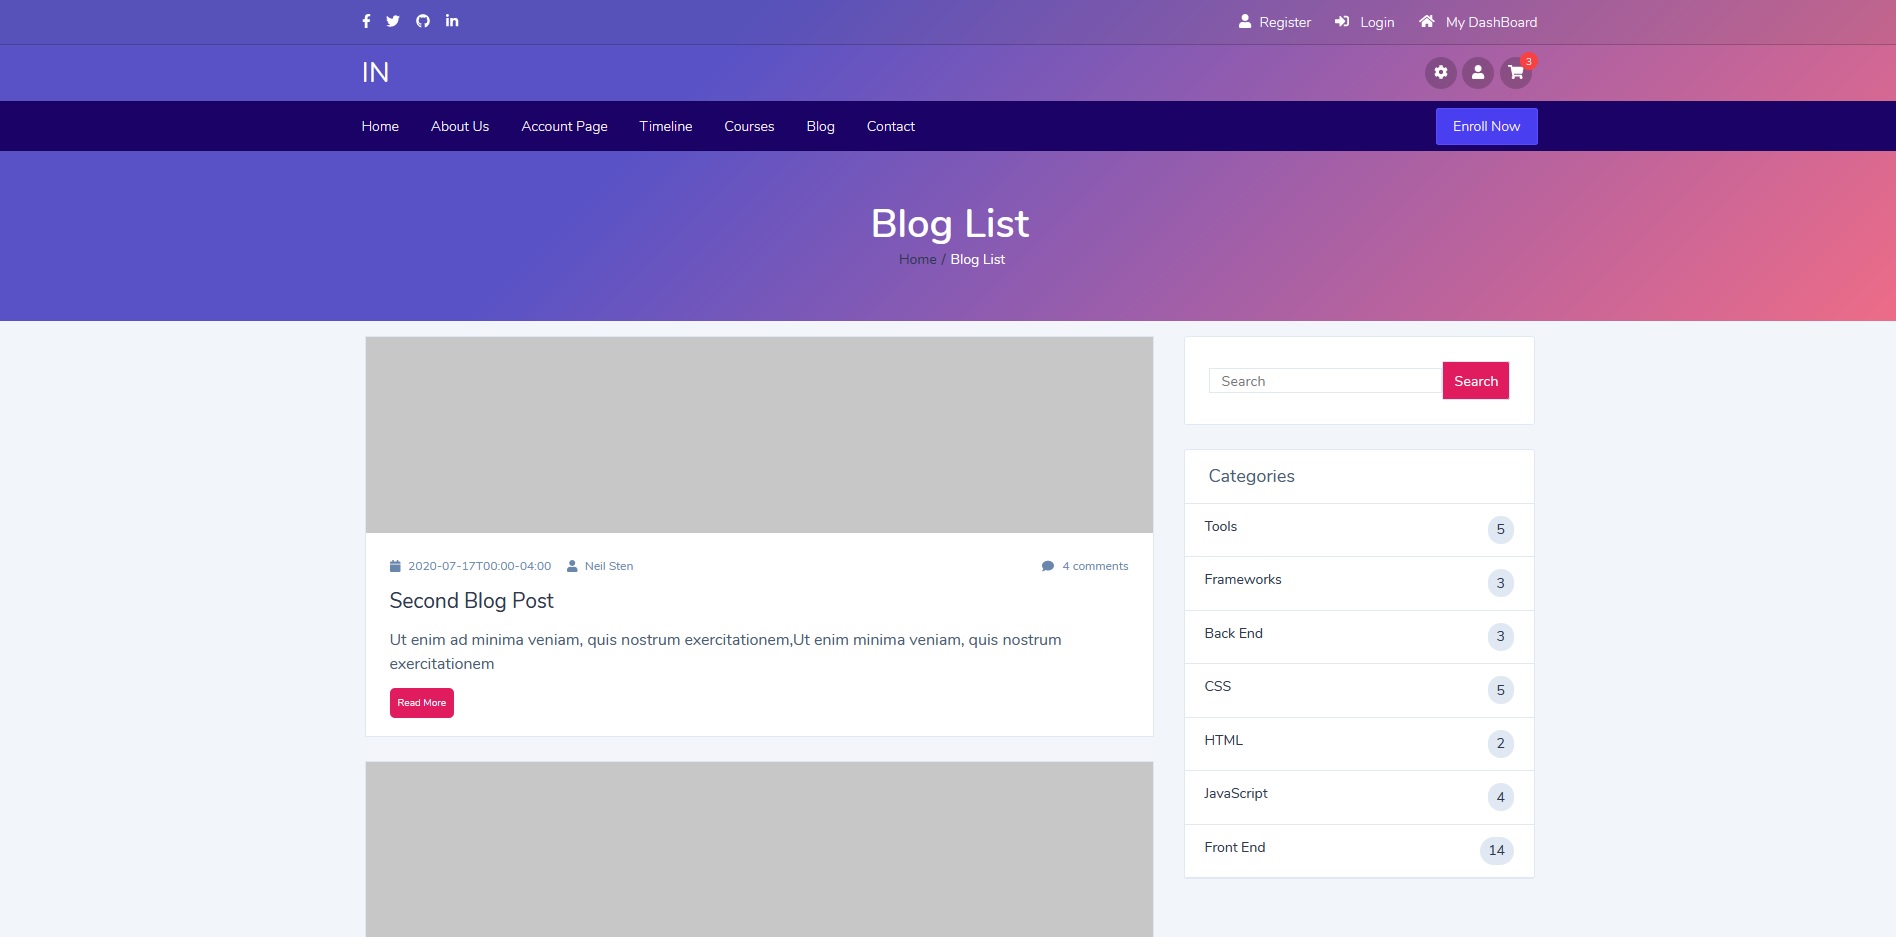 Register Login My DashBoard
IN
3
Home About Us Account Page Timeline Courses Blog Contact Enroll Now
Blog List
Home / Blog List
2020-07-17T00:00-04:00 Neil Sten 4 comments
Second Blog Post
Ut enim ad minima veniam, quis nostrum exercitationem,Ut enim minima veniam, quis nostrum
exercitationem
Read More
Search Search
Categories
Tools 5
Frameworks 3
Back End 3
CSS 5
HTML 2
JavaScript 4
Front End 14